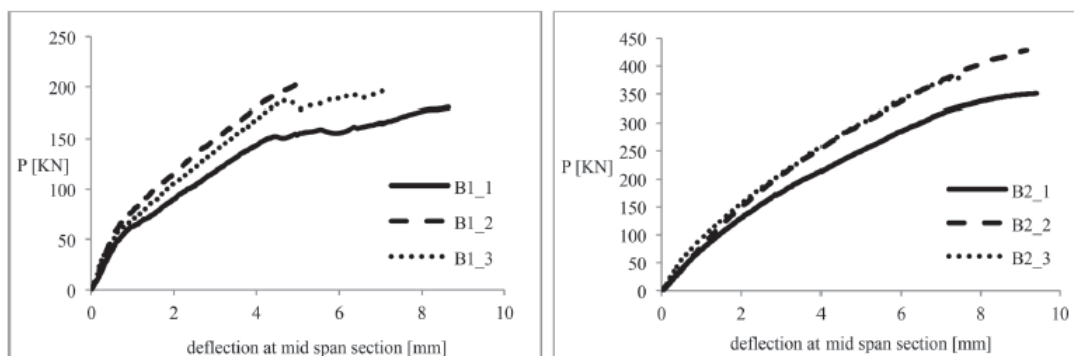 250
200
150
P [KN]
100
50
0
0 2 4 6 8 10
deflection at mid span section [mm]
B1_1
B1_2
B1_3
450
400
350
300
250
P [KN]
200
150
100
50
0
0 2 4 6 8 10
deflection at mid span section [mm]
B2_1
B2_2
B2_3